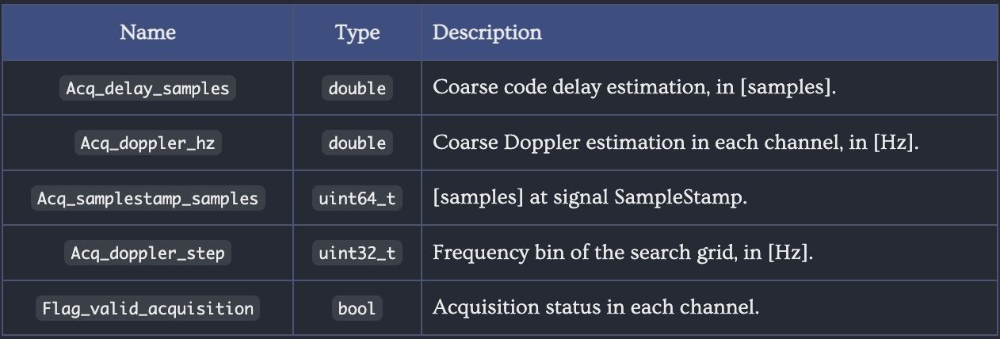 Name Type Description
Acq_delay_samples double Coarse code delay estimation, in [samples].
Acq_doppler_hz double Coarse Doppler estimation in each channel, in [Hz].
Acq_samplestamp_samples uint64_t [samples] at signal SampleStamp.
Acq_doppler_step uint32_t Frequency bin of the search grid, in [Hz].
Flag_valid_acquisition bool Acquisition status in each channel.